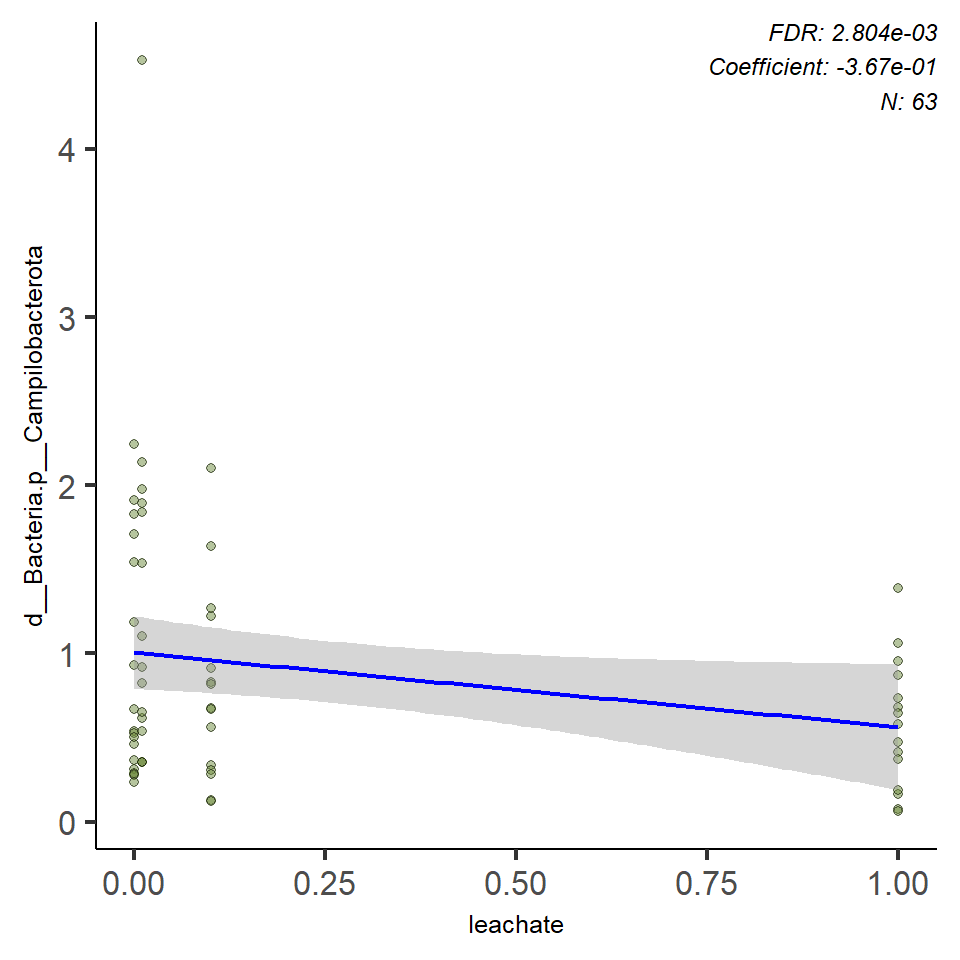 FDR: 2.804e-03
Coefficient: -3.67e-01
N: 63
4
3
2
1
0
d__Bacteria.p__Campilobacterota
0.00 0.25 0.50 0.75 1.00
leachate